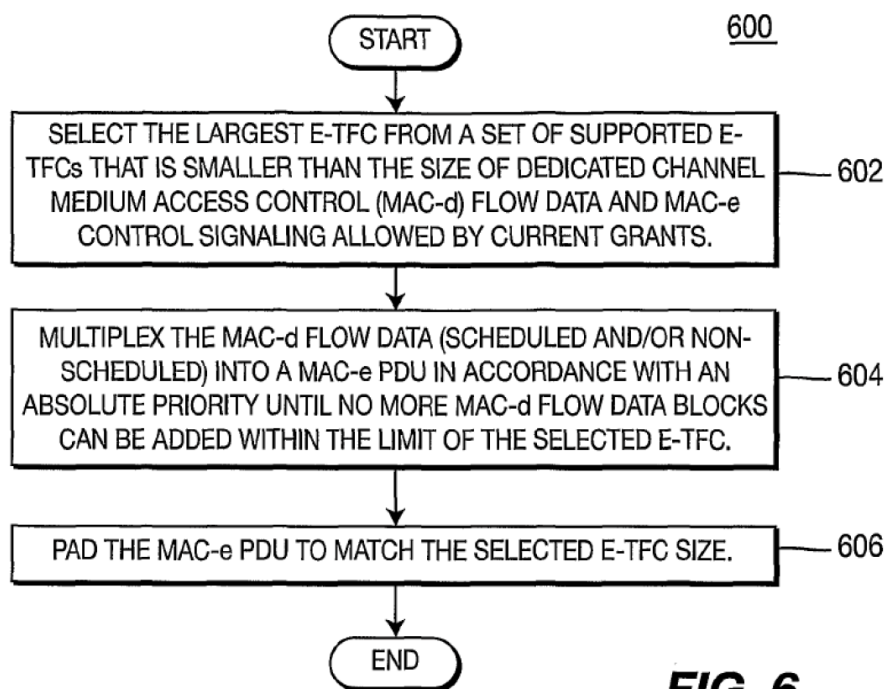 START
600
SELECT THE LARGEST E-TFC FROM A SET OF SUPPORTED E-
TFCs THAT IS SMALLER THAN THE SIZE OF DEDICATED CHANNEL
MEDIUM ACCESS CONTROL (MAC-d) FLOW DATA AND MAC-e
CONTROL SIGNALING ALLOWED BY CURRENT GRANTS.
602
MULTIPLEX THE MAC-d FLOW DATA (SCHEDULED AND/OR NON-
SCHEDULED) INTO A MAC-e PDU IN ACCORDANCE WITH AN
ABSOLUTE PRIORITY UNTIL NO MORE MAC-d FLOW DATA BLOCKS
CAN BE ADDED WITHIN THE LIMIT OF THE SELECTED E-TFC.
604
PAD THE MAC-e PDU TO MATCH THE SELECTED E-TFC SIZE.
606
END
FIG. 6